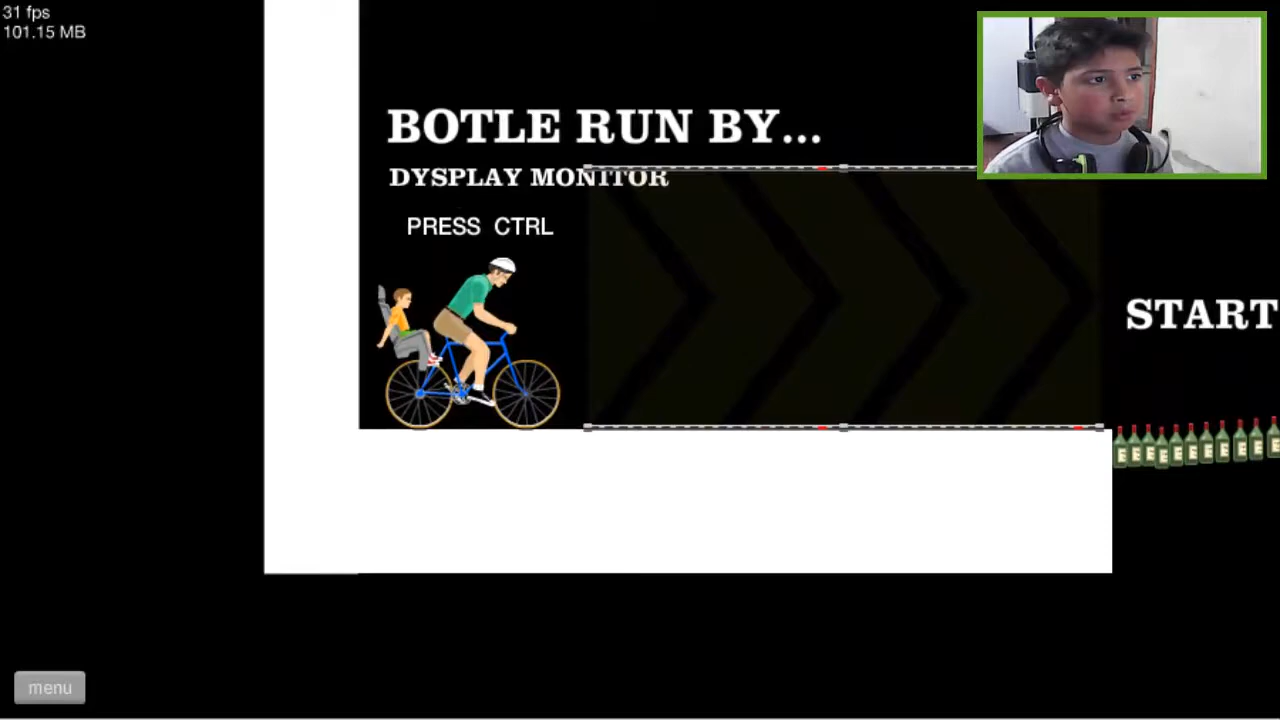 31 fps
101.15 MB
BOTLE RUN BY...
DYSPLAY MONITOR
PRESS CTRL
START
E E E E E E E E E E E
menu